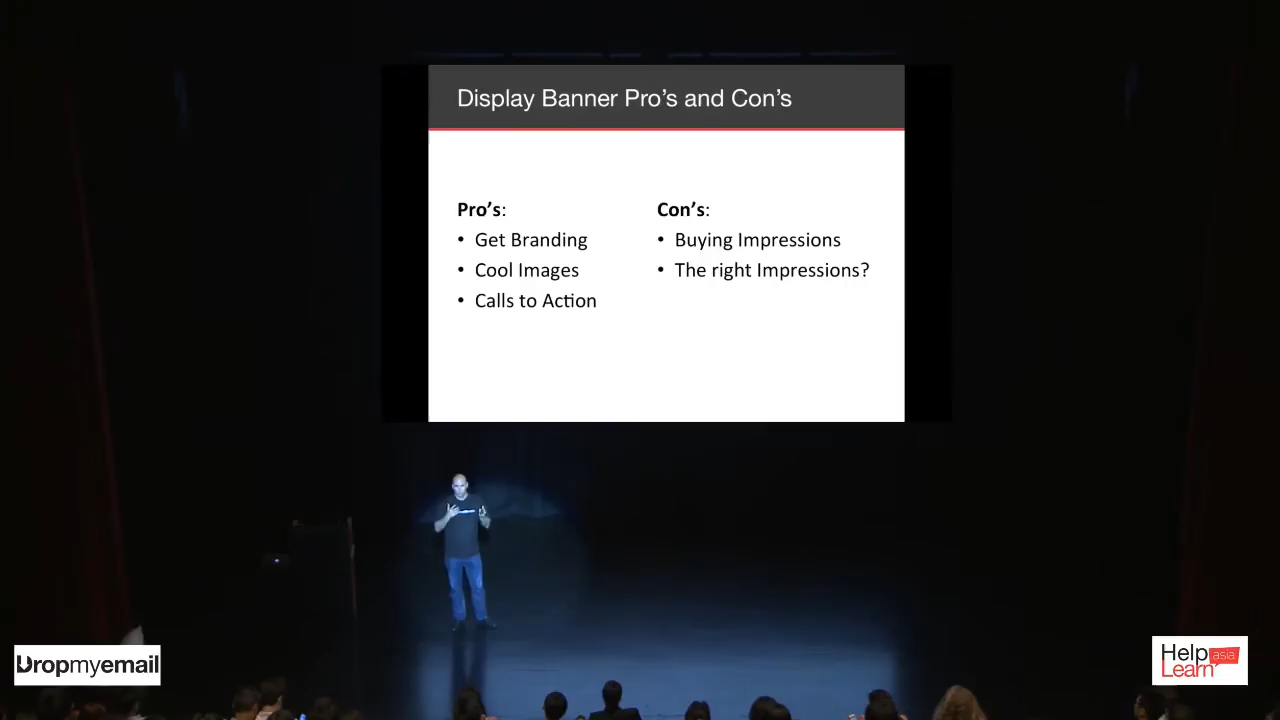 Display Banner Pro's and Con's
Pro's:
• Get Branding
• Cool Images
• Calls to Action
Con's:
• Buying Impressions
• The right Impressions?
Dropmyemail
Help
asia
Learn